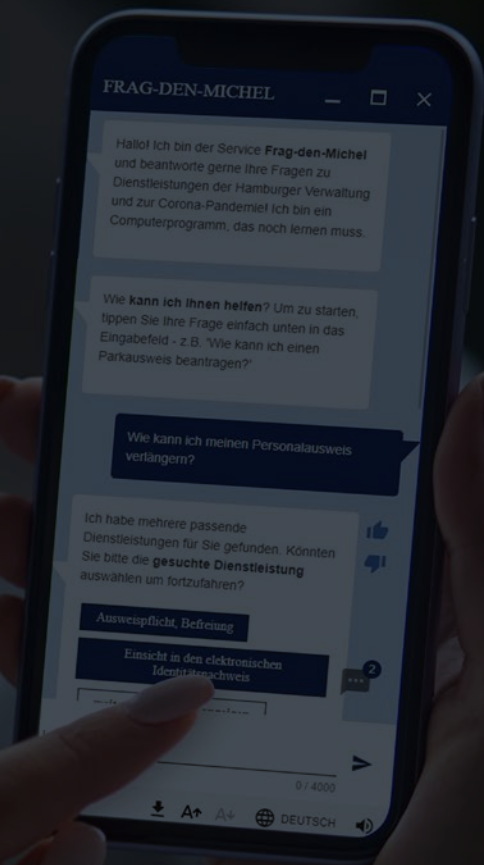 FRAG-DEN-MICHEL
Hallo! Ich bin der Service Frag-den-Michel
und beantworte gerne Ihre Fragen zu
Dienstleistungen der Hamburger Verwaltung
und zur Corona-Pandemie! Ich bin ein
Computerprogramm, das noch lernen muss.
Wie kann ich Ihnen helfen? Um zu starten,
tippen Sie Ihre Frage einfach unten in das
Eingabefeld - z.B. 'Wie kann ich einen
Parkausweis beantragen?'
Wie kann ich meinen Personalausweis
verlängern?
Ich habe mehrere passende
Dienstleistungen für Sie gefunden. Könnten
Sie bitte die gesuchte Dienstleistung
auswählen um fortzufahren?
Ausweispflicht, Befreiung
Einsicht in den elektronischen
Identitätsnachweis
2
0 / 4000
A A DEUTSCH